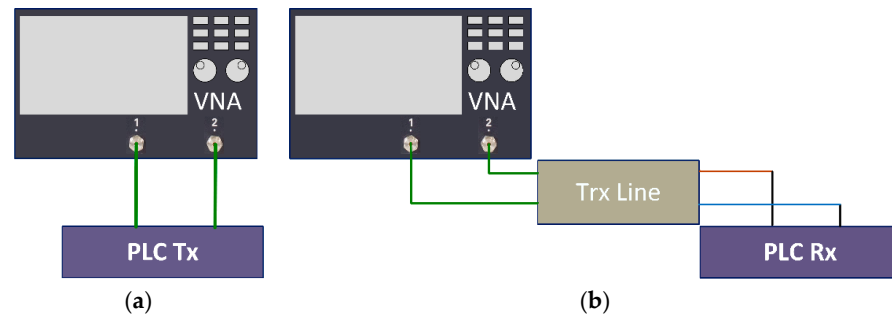 VNA
1
2
PLC Tx
(a)
VNA
1
2
Trx Line
PLC Rx
(b)